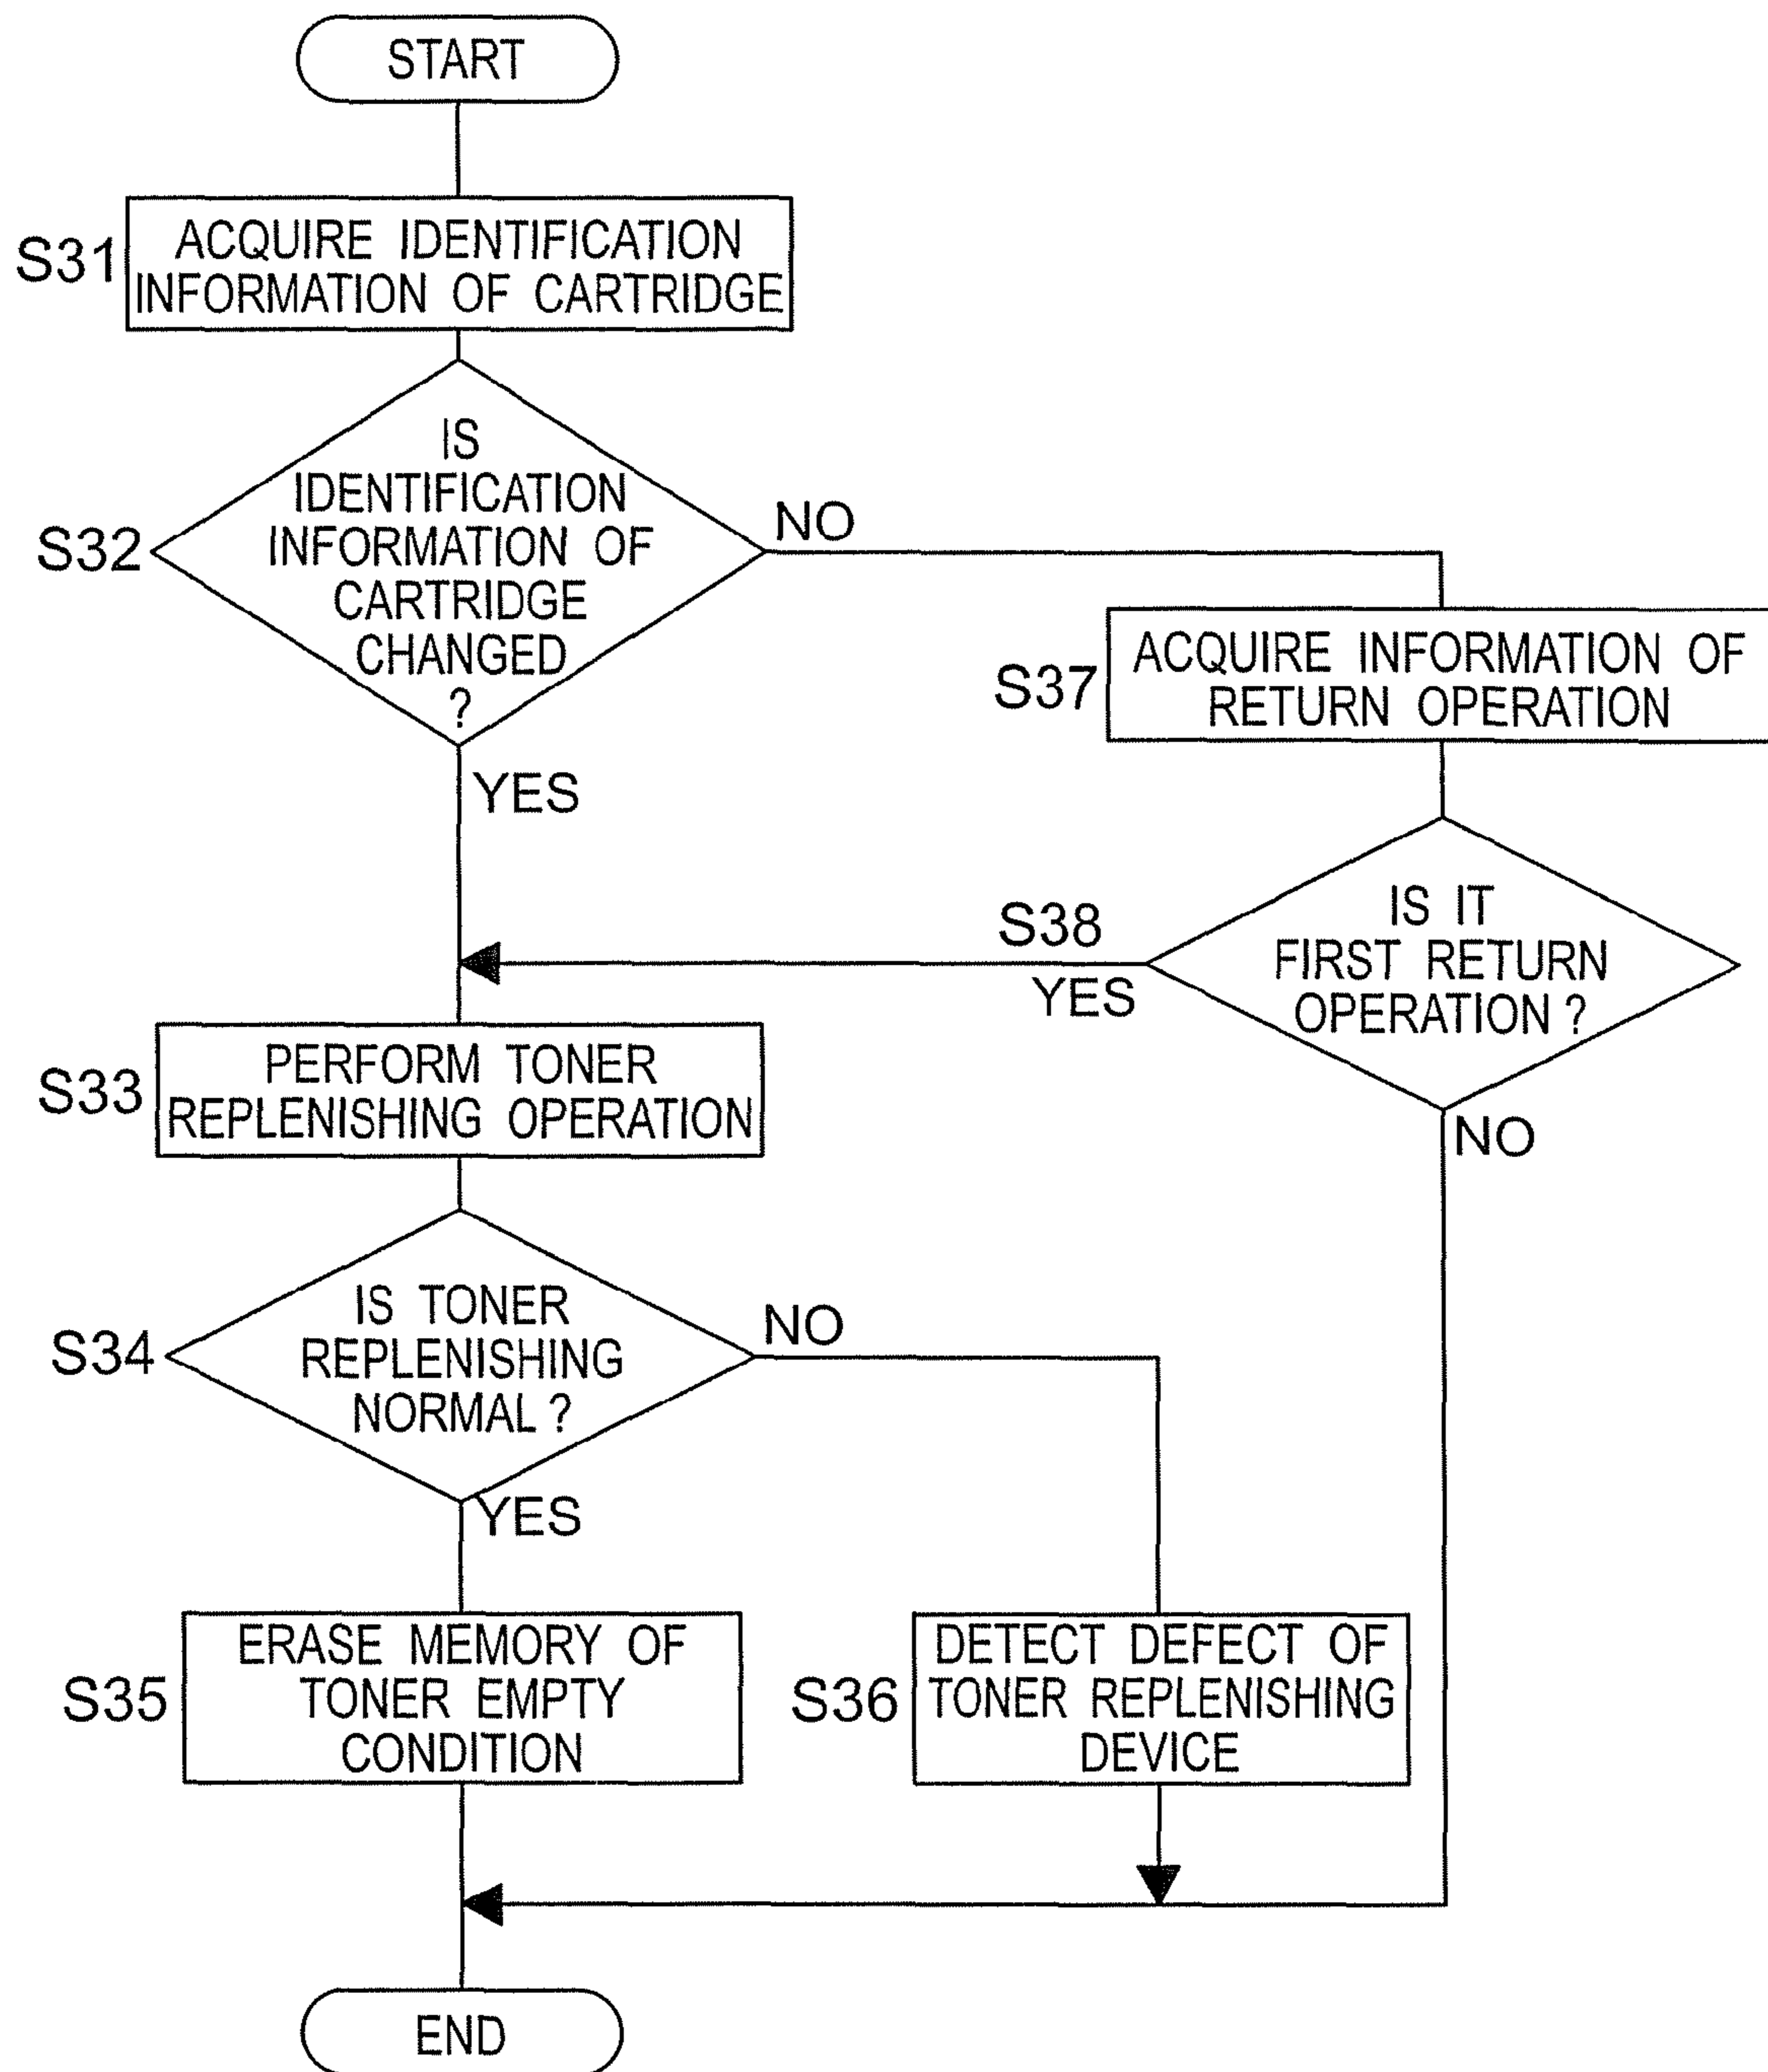 START
S31
ACQUIRE IDENTIFICATION
INFORMATION OF CARTRIDGE
S32
IS
IDENTIFICATION
INFORMATION OF
CARTRIDGE
CHANGED
?
NO
YES
S37
ACQUIRE INFORMATION OF
RETURN OPERATION
S38
YES
IS IT
FIRST RETURN
OPERATION ?
NO
S33
PERFORM TONER
REPLENISHING OPERATION
S34
IS TONER
REPLENISHING
NORMAL ?
NO
YES
S35
ERASE MEMORY OF
TONER EMPTY
CONDITION
S36
DETECT DEFECT OF
TONER REPLENISHING
DEVICE
END